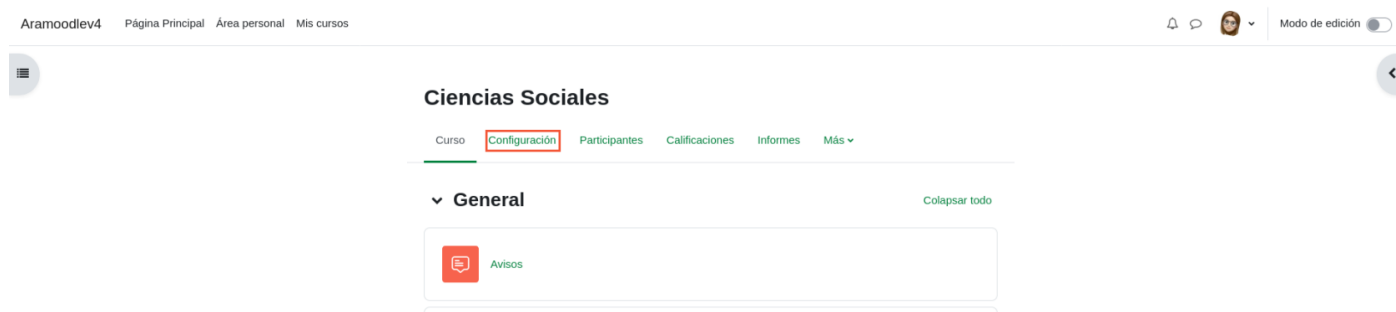 Aramoodlev4 Página Principal Área personal Mis cursos Modo de edición
Ciencias Sociales
Curso Configuración Participantes Calificaciones Informes Más
General Colapsar todo
Avisos